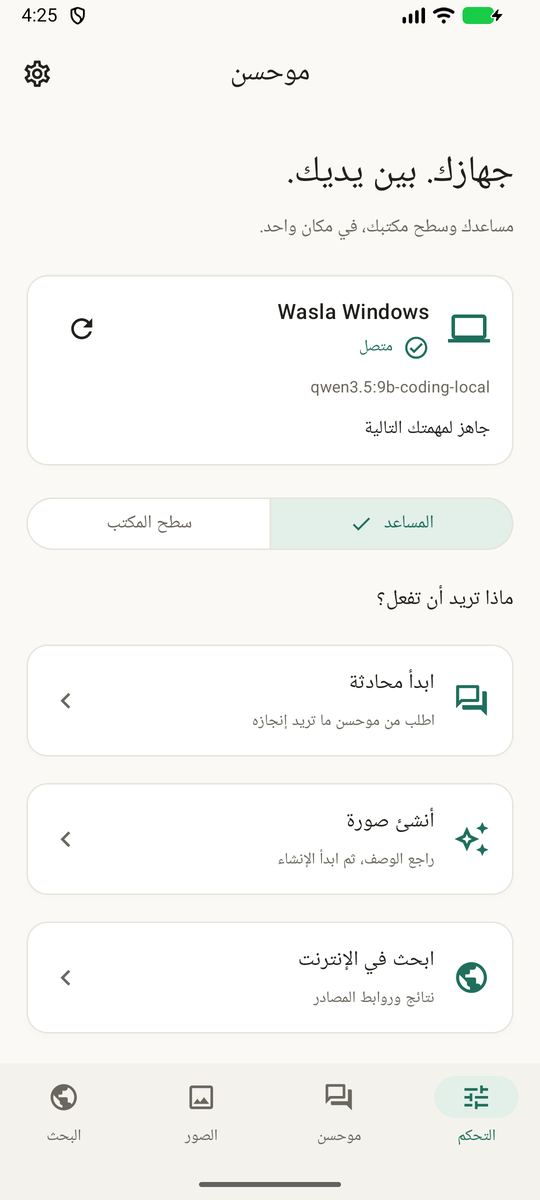 4:25
موحسن
جهازك. بين يديك.
مساعدك وسطح مكتبك، في مكان واحد.
Wasla Windows
متصل
qwen3.5:9b-coding-local
جاهز لمهمتك التالية
المساعد
سطح المكتب
ماذا تريد أن تفعل؟
ابدأ محادثة
اطلب من موحسن ما تريد إنجازه
أنشئ صورة
راجع الوصف، ثم ابدأ الإنشاء
ابحث في الإنترنت
نتائج وروابط المصادر
التحكم
موحسن
الصور
البحث